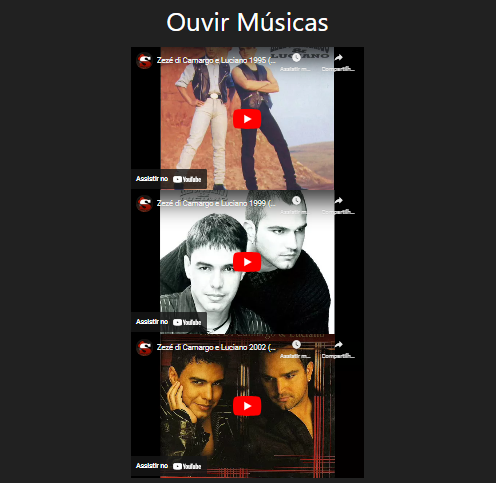 Ouvir Músicas
Zezé di Camargo e Luciano 1995 (...
LUCIANO
Assistir m... Compartilh...
Assistir no YouTube
Zezé di Camargo e Luciano 1999 (...
Assistir m... Compartilh...
Assistir no YouTube
Zezé di Camargo e Luciano 2002 (...
Assistir m... Compartilh...
Assistir no YouTube